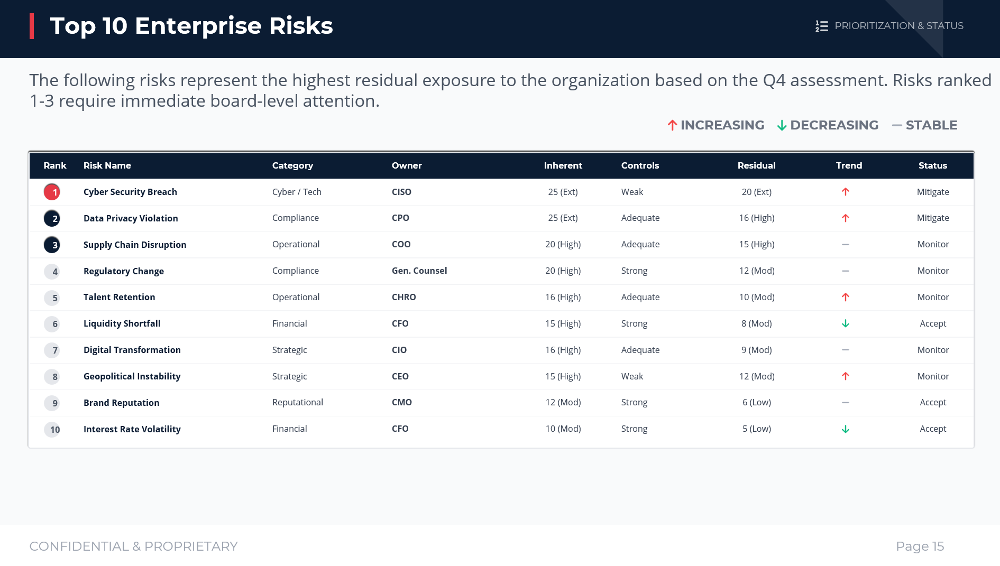 Top 10 Enterprise Risks
PRIORITIZATION & STATUS
The following risks represent the highest residual exposure to the organization based on the Q4 assessment. Risks ranked
1-3 require immediate board-level attention.
↑ INCREASING ↓ DECREASING — STABLE
Rank Risk Name Category Owner Inherent Controls Residual Trend Status
1 Cyber Security Breach Cyber / Tech CISO 25 (Ext) Weak 20 (Ext) ↑ Mitigate
2 Data Privacy Violation Compliance CPO 25 (Ext) Adequate 16 (High) ↑ Mitigate
3 Supply Chain Disruption Operational COO 20 (High) Adequate 15 (High) — Monitor
4 Regulatory Change Compliance Gen. Counsel 20 (High) Strong 12 (Mod) — Monitor
5 Talent Retention Operational CHRO 16 (High) Adequate 10 (Mod) ↑ Monitor
6 Liquidity Shortfall Financial CFO 15 (High) Strong 8 (Mod) ↓ Accept
7 Digital Transformation Strategic CIO 16 (High) Adequate 9 (Mod) — Monitor
8 Geopolitical Instability Strategic CEO 15 (High) Weak 12 (Mod) ↑ Monitor
9 Brand Reputation Reputational CMO 12 (Mod) Strong 6 (Low) — Accept
10 Interest Rate Volatility Financial CFO 10 (Mod) Strong 5 (Low) ↓ Accept
CONFIDENTIAL & PROPRIETARY
Page 15